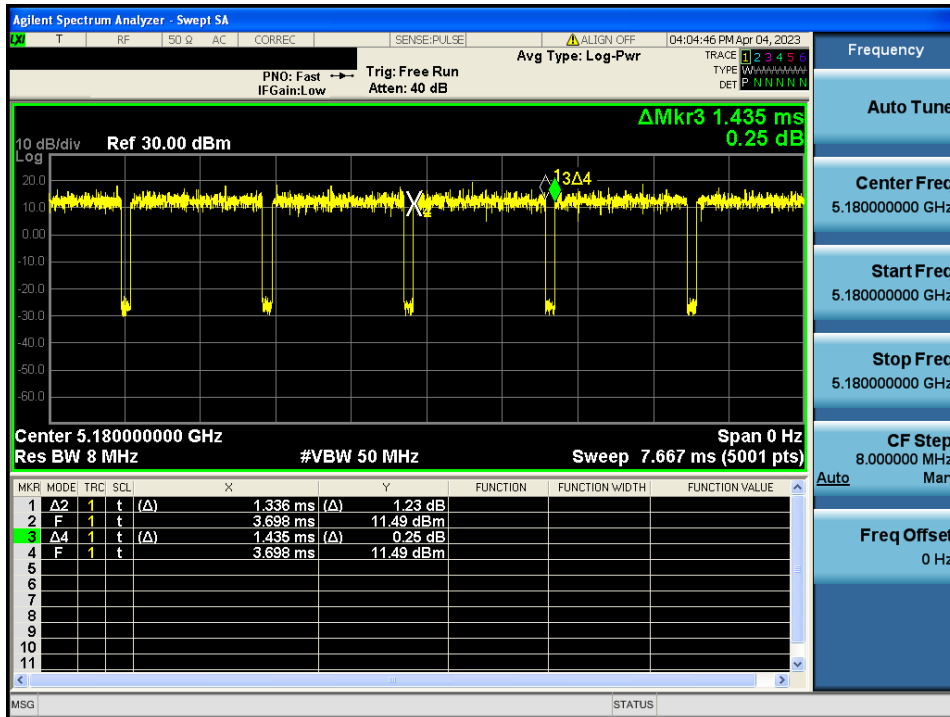 Agilent Spectrum Analyzer - Swept SA
LXI T RF 50 Ω AC CORREC SENSE:PULSE ALIGN OFF 04:04:46 PM Apr 04, 2023
Avg Type: Log-Pwr
TRACE 1 2 3 4 5 6
TYPE WWWWWW
DET P N N N N N
PNO: Fast
IFGain:Low
Trig: Free Run
Atten: 40 dB
Frequency
Auto Tune
ΔMkr3 1.435 ms
0.25 dB
10 dB/div Ref 30.00 dBm
Log
20.0
10.0
0.00
-10.0
-20.0
-30.0
-40.0
-50.0
-60.0
1 3Δ4
X
4
Center Freq
5.180000000 GHz
Start Freq
5.180000000 GHz
Stop Freq
5.180000000 GHz
CF Step
8.000000 MHz
Auto Man
Freq Offset
0 Hz
Center 5.180000000 GHz Span 0 Hz
Res BW 8 MHz #VBW 50 MHz Sweep 7.667 ms (5001 pts)
MKR MODE TRC SCL X Y FUNCTION FUNCTION WIDTH FUNCTION VALUE
1 Δ2 1 t (Δ) 1.336 ms (Δ) 1.23 dB
2 F 1 t 3.698 ms 11.49 dBm
3 Δ4 1 t (Δ) 1.435 ms (Δ) 0.25 dB
4 F 1 t 3.698 ms 11.49 dBm
5
6
7
8
9
10
11
MSG STATUS